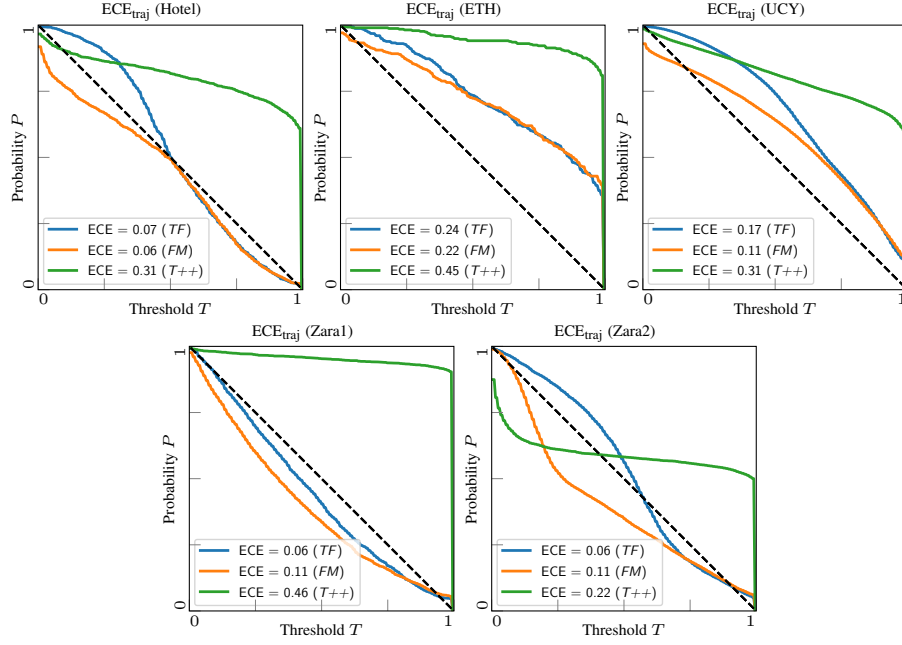 ECE_traj (Hotel)
1
Probability P
ECE = 0.07 (TF)
ECE = 0.06 (FM)
ECE = 0.31 (T++)
0
0
1
Threshold T
ECE_traj (ETH)
1
Probability P
ECE = 0.24 (TF)
ECE = 0.22 (FM)
ECE = 0.45 (T++)
0
0
1
Threshold T
ECE_traj (UCY)
1
Probability P
ECE = 0.17 (TF)
ECE = 0.11 (FM)
ECE = 0.31 (T++)
0
0
1
Threshold T
ECE_traj (Zara1)
1
Probability P
ECE = 0.06 (TF)
ECE = 0.11 (FM)
ECE = 0.46 (T++)
0
0
1
Threshold T
ECE_traj (Zara2)
1
Probability P
ECE = 0.06 (TF)
ECE = 0.11 (FM)
ECE = 0.22 (T++)
0
0
1
Threshold T